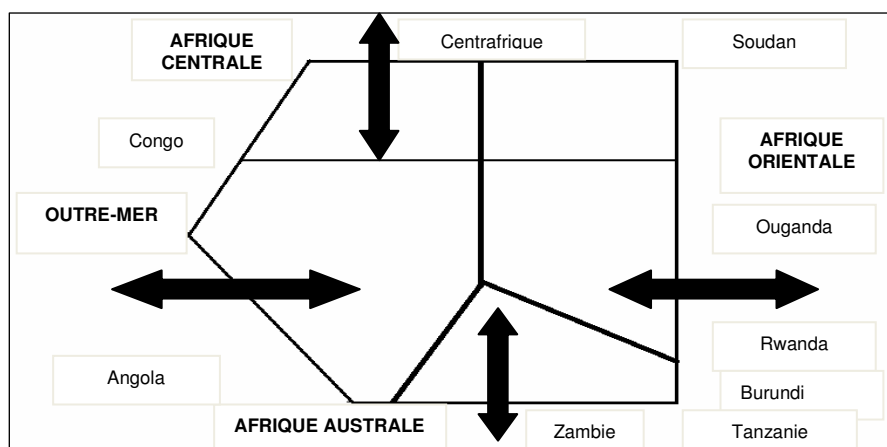 AFRIQUE
CENTRALE
Centrafrique
Soudan
Congo
AFRIQUE
ORIENTALE
OUTRE-MER
Ouganda
Rwanda
Angola
Burundi
AFRIQUE AUSTRALE
Zambie
Tanzanie